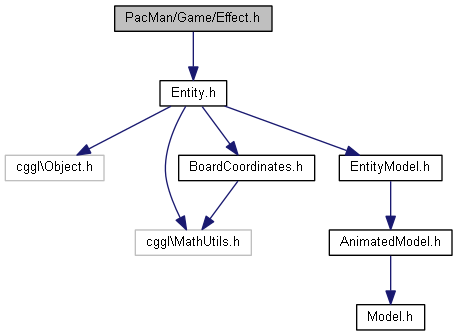 PacMan/Game/Effect.h
Entity.h
cggl\Object.h
BoardCoordinates.h
EntityModel.h
cggl\MathUtils.h
AnimatedModel.h
Model.h